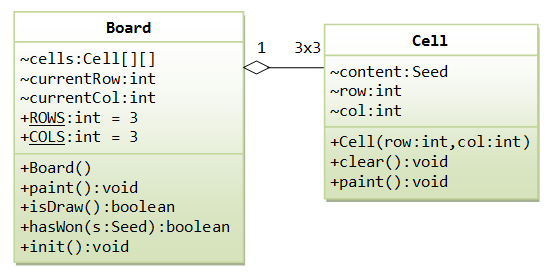 Board
~cells:Cell[][]
~currentRow:int
~currentCol:int
+ROWS:int = 3
+COLS:int = 3
+Board()
+paint():void
+isDraw():boolean
+hasWon(s:Seed):boolean
+init():void
1
3x3
Cell
~content:Seed
~row:int
~col:int
+Cell(row:int,col:int)
+clear():void
+paint():void